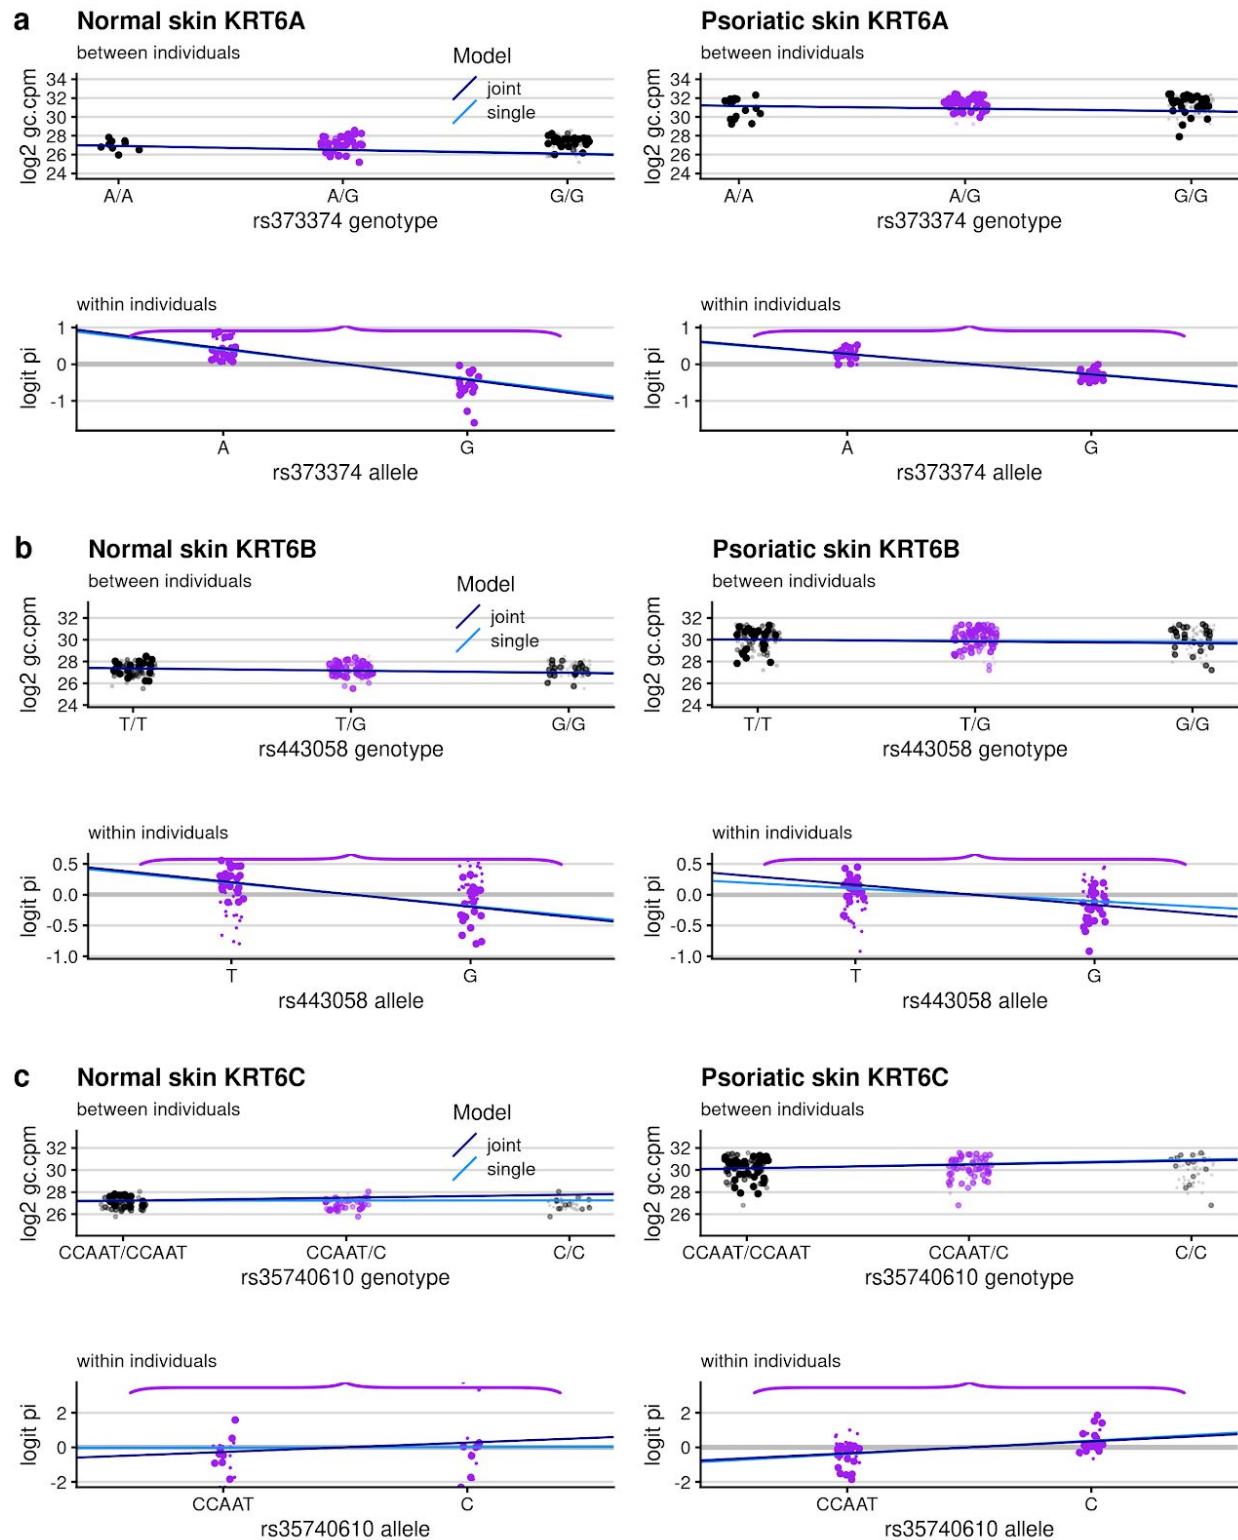 a Normal skin KRT6A
between individuals
Model
joint
single
log2 gc.cpm
34
32
30
28
26
24
A/A A/G G/G
rs373374 genotype
Psoriatic skin KRT6A
between individuals
log2 gc.cpm
34
32
30
28
26
24
A/A A/G G/G
rs373374 genotype
within individuals
logit pi
1
0
-1
A G
rs373374 allele
within individuals
logit pi
1
0
-1
A G
rs373374 allele
b Normal skin KRT6B
between individuals
Model
joint
single
log2 gc.cpm
32
30
28
26
24
T/T T/G G/G
rs443058 genotype
Psoriatic skin KRT6B
between individuals
log2 gc.cpm
32
30
28
26
24
T/T T/G G/G
rs443058 genotype
within individuals
logit pi
0.5
0.0
-0.5
-1.0
T G
rs443058 allele
within individuals
logit pi
0.5
0.0
-0.5
-1.0
T G
rs443058 allele
c Normal skin KRT6C
between individuals
Model
joint
single
log2 gc.cpm
32
30
28
26
CCAAT/CCAAT CCAAT/C C/C
rs35740610 genotype
Psoriatic skin KRT6C
between individuals
log2 gc.cpm
32
30
28
26
CCAAT/CCAAT CCAAT/C C/C
rs35740610 genotype
within individuals
logit pi
2
0
-2
CCAAT C
rs35740610 allele
within individuals
logit pi
2
0
-2
CCAAT C
rs35740610 allele